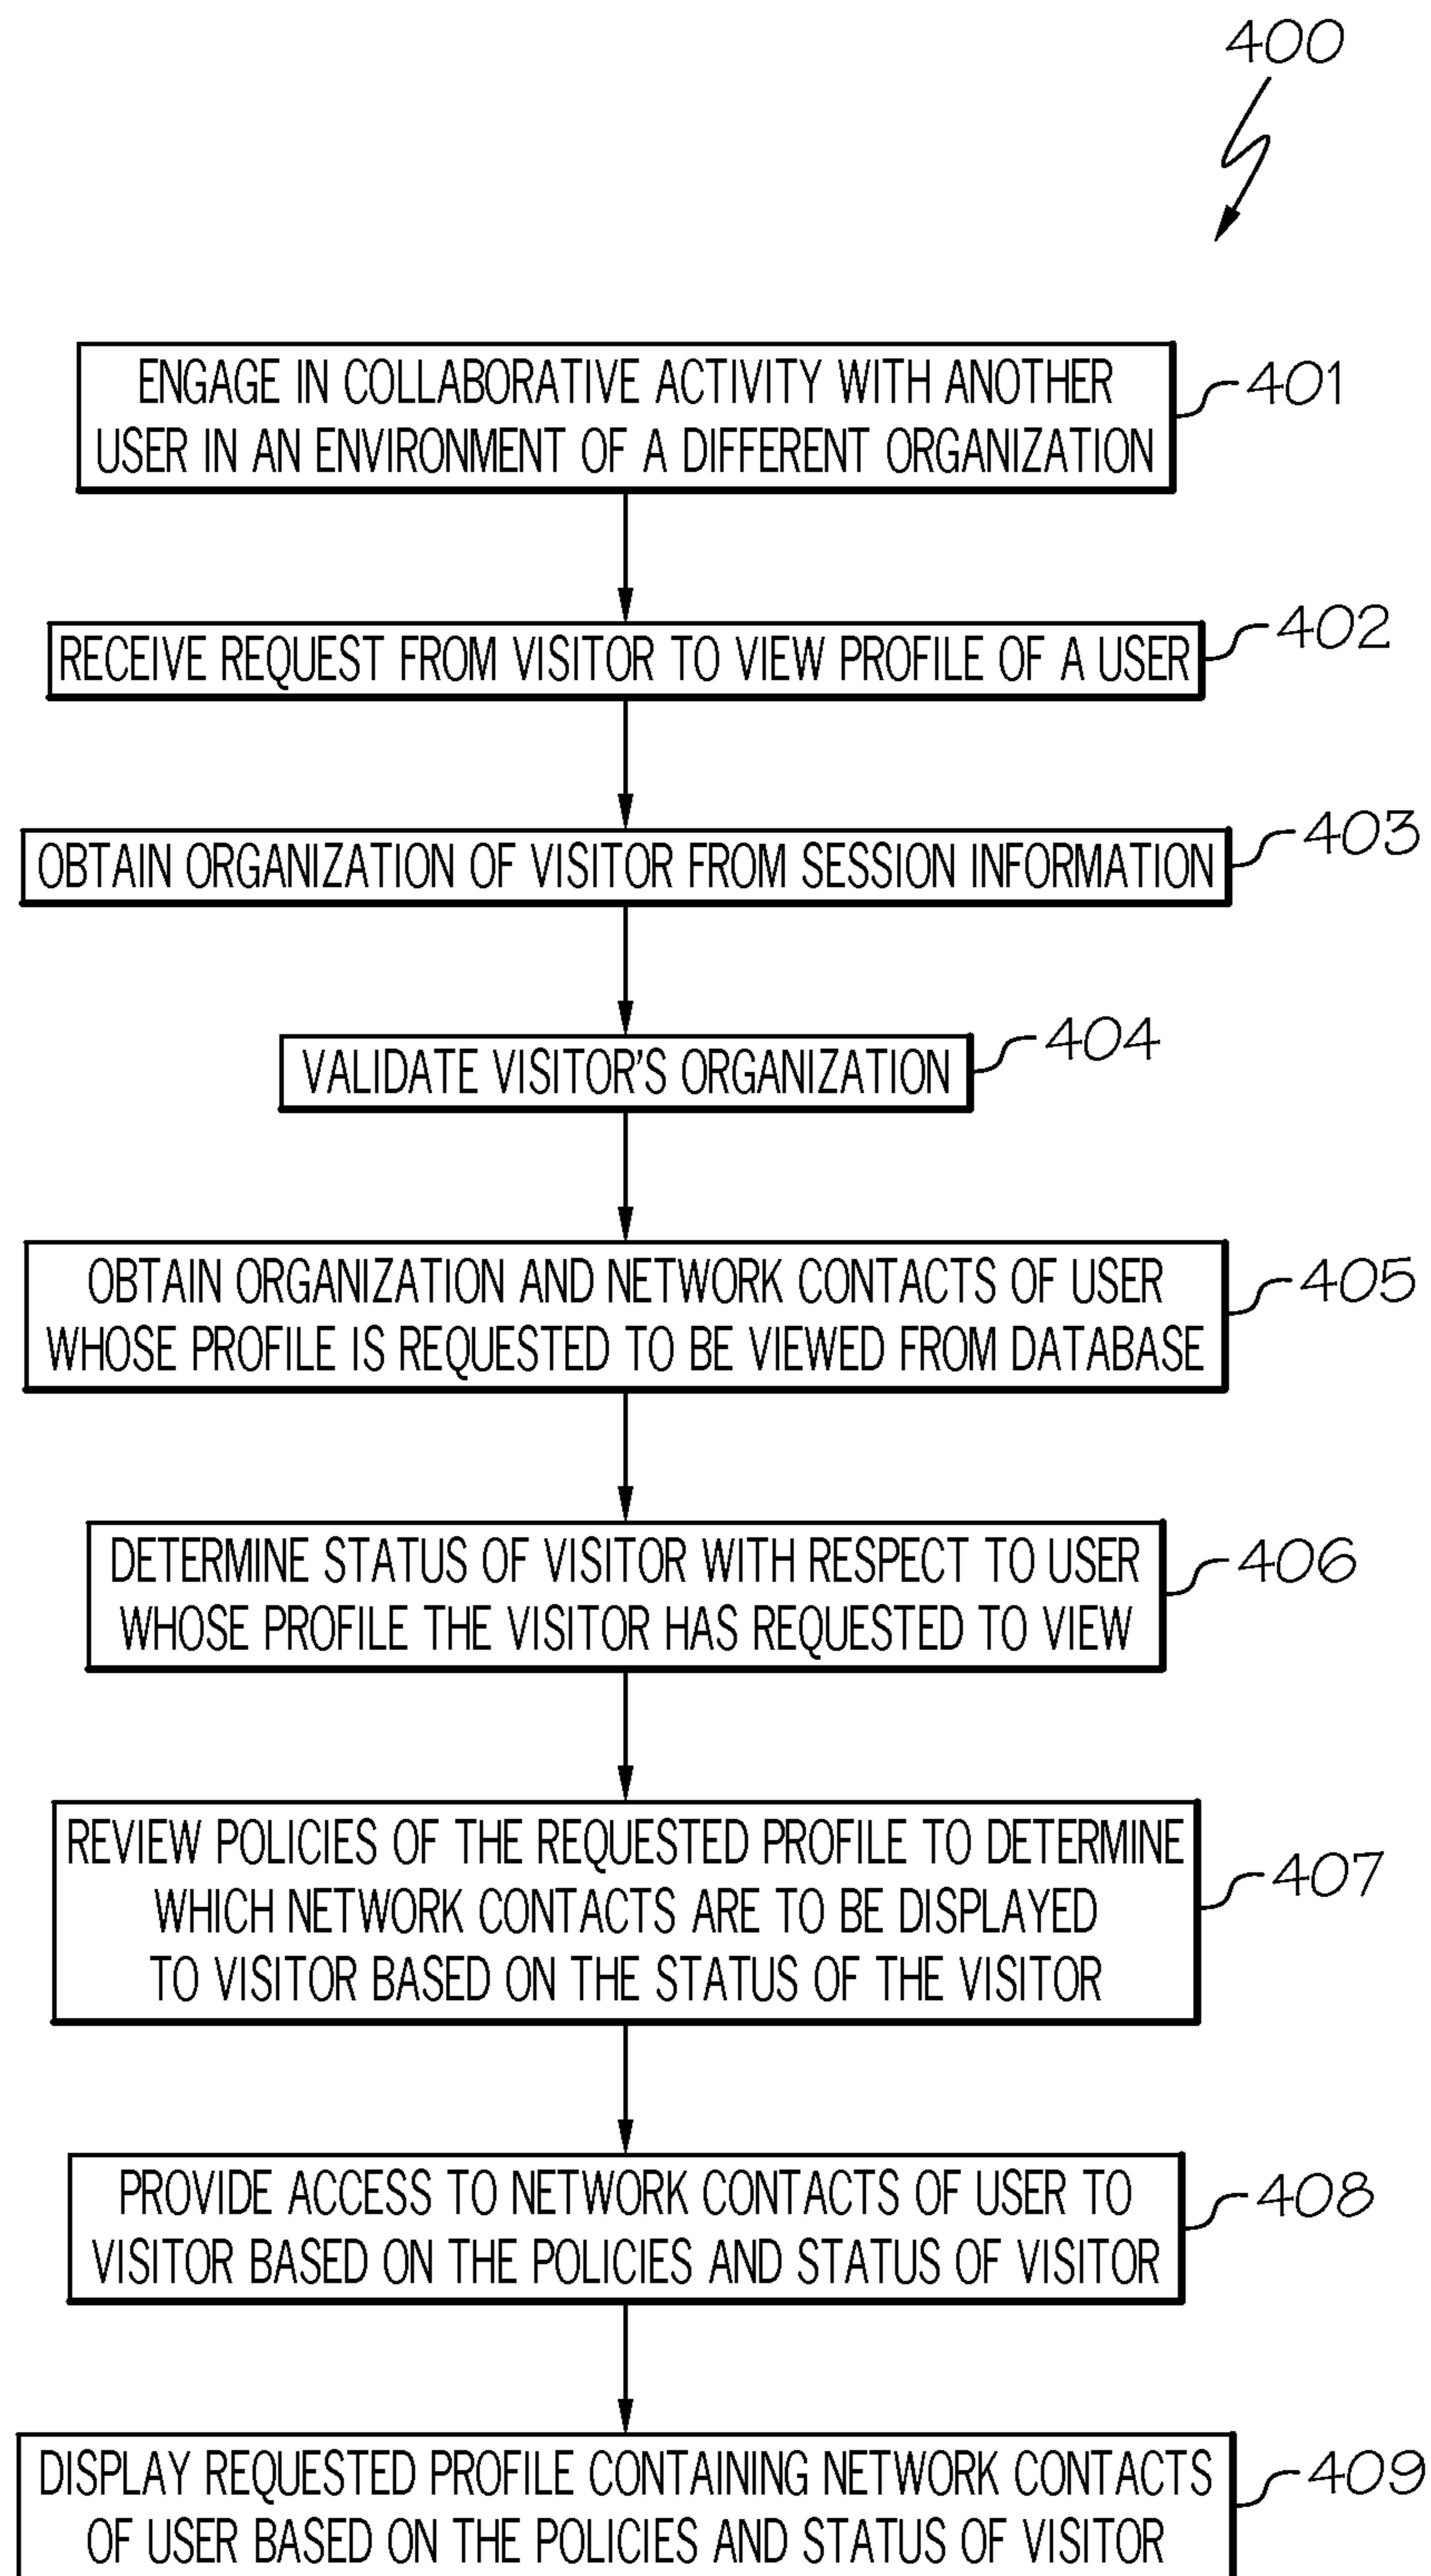 400
ENGAGE IN COLLABORATIVE ACTIVITY WITH ANOTHER
USER IN AN ENVIRONMENT OF A DIFFERENT ORGANIZATION
401
RECEIVE REQUEST FROM VISITOR TO VIEW PROFILE OF A USER
402
OBTAIN ORGANIZATION OF VISITOR FROM SESSION INFORMATION
403
VALIDATE VISITOR'S ORGANIZATION
404
OBTAIN ORGANIZATION AND NETWORK CONTACTS OF USER
WHOSE PROFILE IS REQUESTED TO BE VIEWED FROM DATABASE
405
DETERMINE STATUS OF VISITOR WITH RESPECT TO USER
WHOSE PROFILE THE VISITOR HAS REQUESTED TO VIEW
406
REVIEW POLICIES OF THE REQUESTED PROFILE TO DETERMINE
WHICH NETWORK CONTACTS ARE TO BE DISPLAYED
TO VISITOR BASED ON THE STATUS OF THE VISITOR
407
PROVIDE ACCESS TO NETWORK CONTACTS OF USER TO
VISITOR BASED ON THE POLICIES AND STATUS OF VISITOR
408
DISPLAY REQUESTED PROFILE CONTAINING NETWORK CONTACTS
OF USER BASED ON THE POLICIES AND STATUS OF VISITOR
409